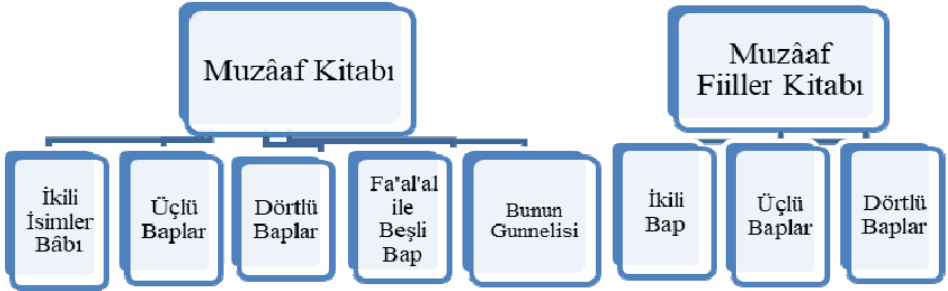 Muzâaf Kitabı
İkili
İsimler
Bâbı
Üçlü
Baplar
Dörtlü
Baplar
Fa'al'al
ile
Beşli
Bap
Bunun
Gunnelisi
Muzâaf
Fiiller Kitabı
İkili
Bap
Üçlü
Baplar
Dörtlü
Baplar